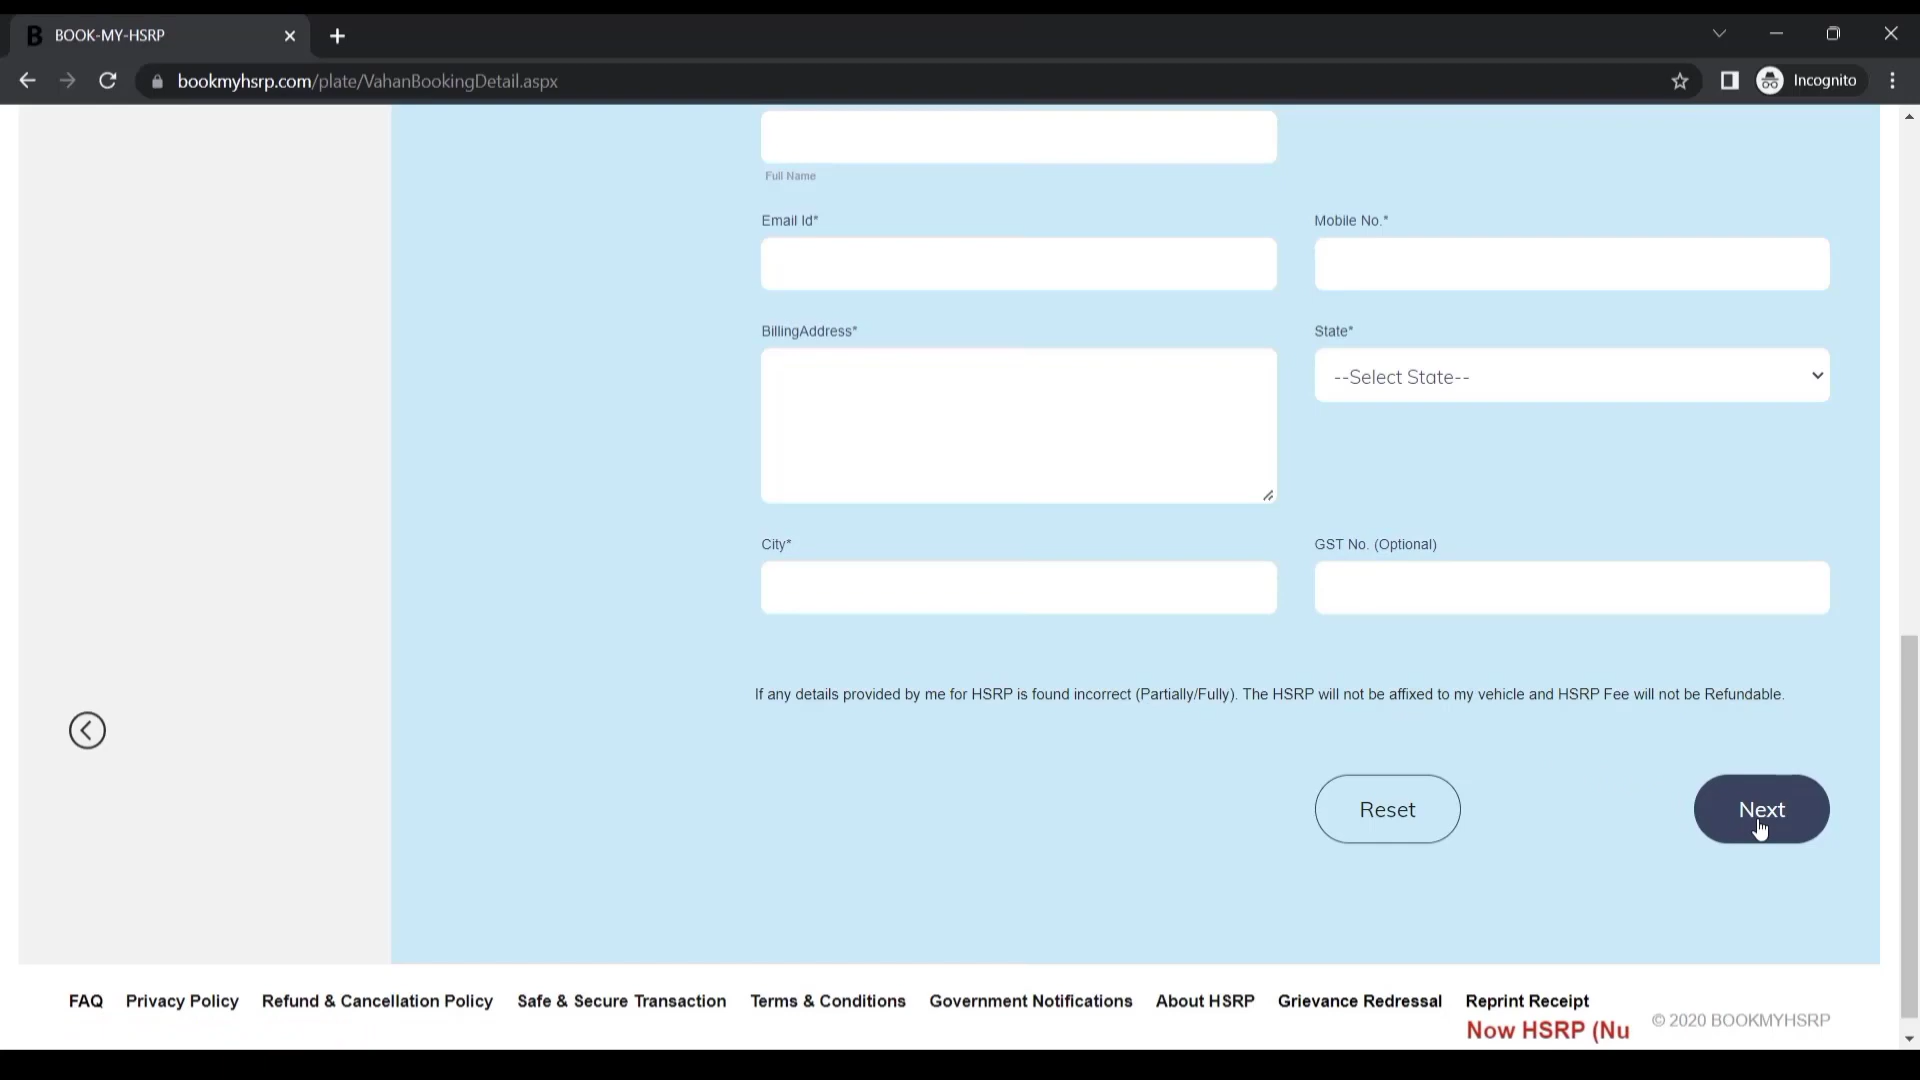 BOOK-MY-HSRP
bookmyhsrp.com/plate/VahanBookingDetail.aspx
Incognito
Full Name
Email Id* Mobile No.*
BillingAddress* State*
--Select State--
City* GST No. (Optional)
If any details provided by me for HSRP is found incorrect (Partially/Fully). The HSRP will not be affixed to my vehicle and HSRP Fee will not be Refundable.
Reset Next
FAQ Privacy Policy Refund & Cancellation Policy Safe & Secure Transaction Terms & Conditions Government Notifications About HSRP Grievance Redressal Reprint Receipt
Now HSRP (Nu © 2020 BOOKMYHSRP